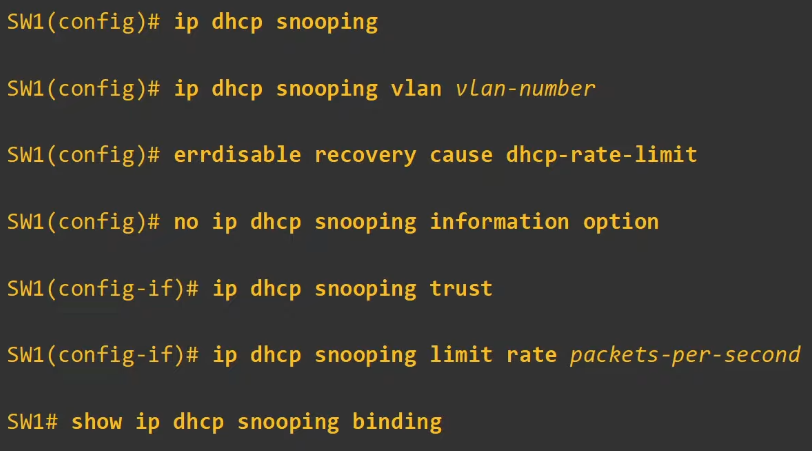 SW1(config)# ip dhcp snooping
SW1(config)# ip dhcp snooping vlan vlan-number
SW1(config)# errdisable recovery cause dhcp-rate-limit
SW1(config)# no ip dhcp snooping information option
SW1(config-if)# ip dhcp snooping trust
SW1(config-if)# ip dhcp snooping limit rate packets-per-second
SW1# show ip dhcp snooping binding